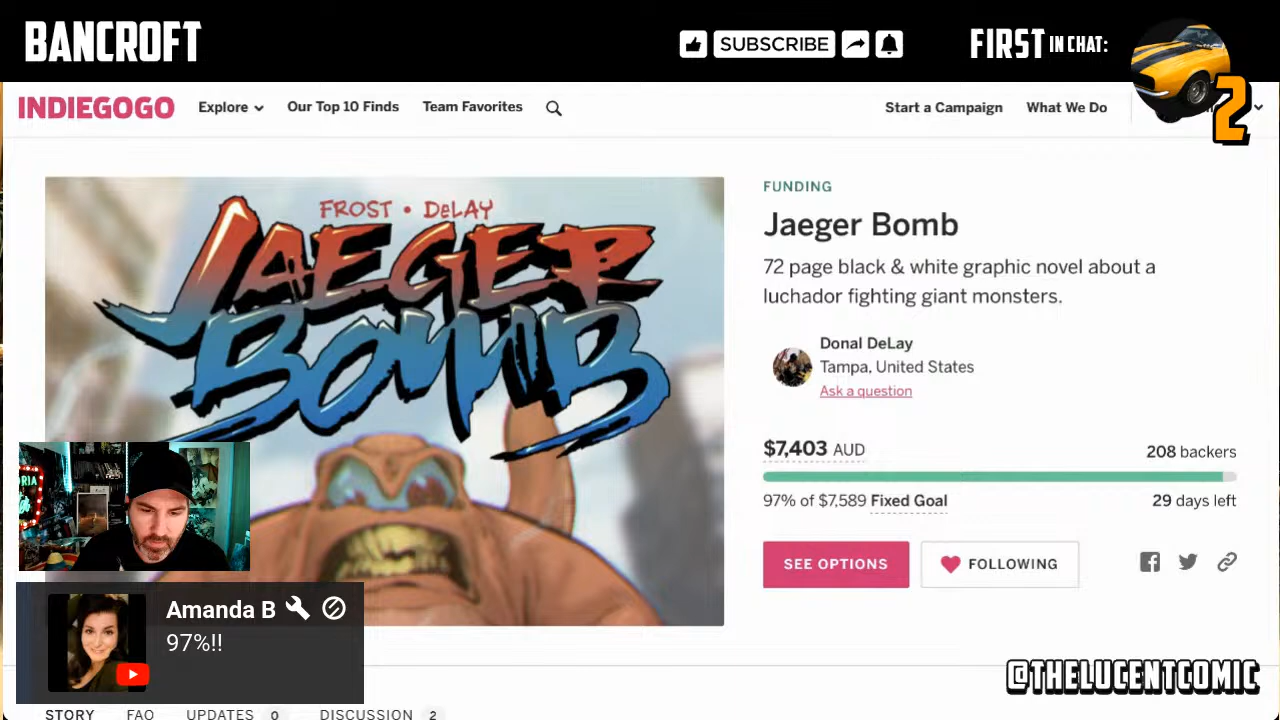 BANCROFT
SUBSCRIBE
FIRST IN CHAT:
2
INDIEGOGO
Explore
Our Top 10 Finds
Team Favorites
Start a Campaign
What We Do
FROST • DeLAY
JAEGER
BOMB
FUNDING
Jaeger Bomb
72 page black & white graphic novel about a
luchador fighting giant monsters.
Donal DeLay
Tampa, United States
Ask a question
$7,403 AUD
208 backers
97% of $7,589 Fixed Goal
29 days left
SEE OPTIONS
FOLLOWING
Amanda B
97%!!
@THELUCENTCOMIC
STORY
FAQ
UPDATES 0
DISCUSSION 2